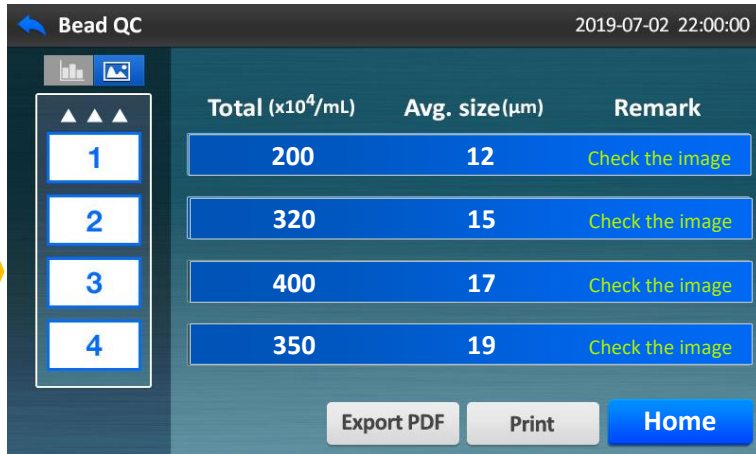 Bead QC 2019-07-02 22:00:00
Total (x10⁴/mL) Avg. size(μm) Remark
1 200 12 Check the image
2 320 15 Check the image
3 400 17 Check the image
4 350 19 Check the image
Export PDF Print Home